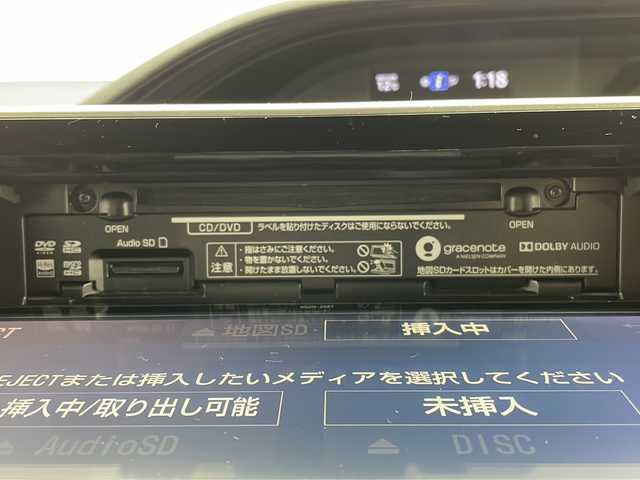 1:18
OPEN
CD/DVD ラベルを貼り付けたディスクはご使用にならないでください。
OPEN
DVD
Audio SD
注意
・指はさみにご注意ください。
・物を置かないでください。
・開けたまま放置しないでください。
gracenote
A NIELSEN COMPANY
DOLBY AUDIO
地図SDカードスロットはカバーを開けた内側にあります。
地図SD
挿入中
EJECTまたは挿入したいメディアを選択してください
挿入中/取り出し可能
未挿入
AudioSD
DISC